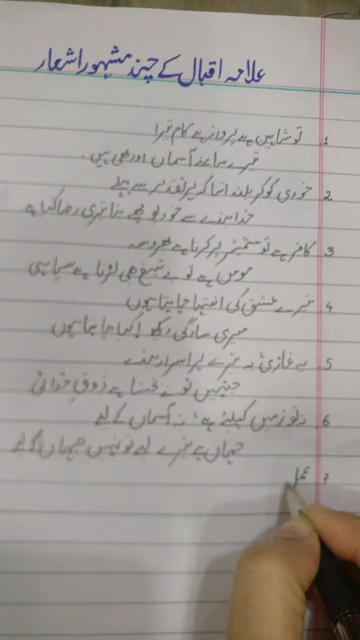 علامہ اقبال کے چند مشہور اشعار
1. تو شاہیں ہے پرواز ہے کام تیرا
تیرے سامنے آسماں اور بھی ہیں۔
2. خودی کو کر بلند اتنا کہ ہر تقدیر سے پہلے
خدا بندے سے خود پوچھے بتا تیری رضا کیا ہے
3. کافر ہے تو شمشیر پہ کرتا ہے بھروسہ
مومن ہے تو بے تیغ بھی لڑتا ہے سپاہی
4. تیرے عشق کی انتہا چاہتا ہوں
میری سادگی دیکھ کیا چاہتا ہوں
5. یہ غازی یہ تیرے پراسرار بندے
جنہیں تو نے بخشا ہے ذوقِ خدائی
6. نہ تو زمیں کیلئے ہے، نہ آسماں کے لیے
جہاں ہے تیرے لیے تو نہیں جہاں کے لیے
7. عمل